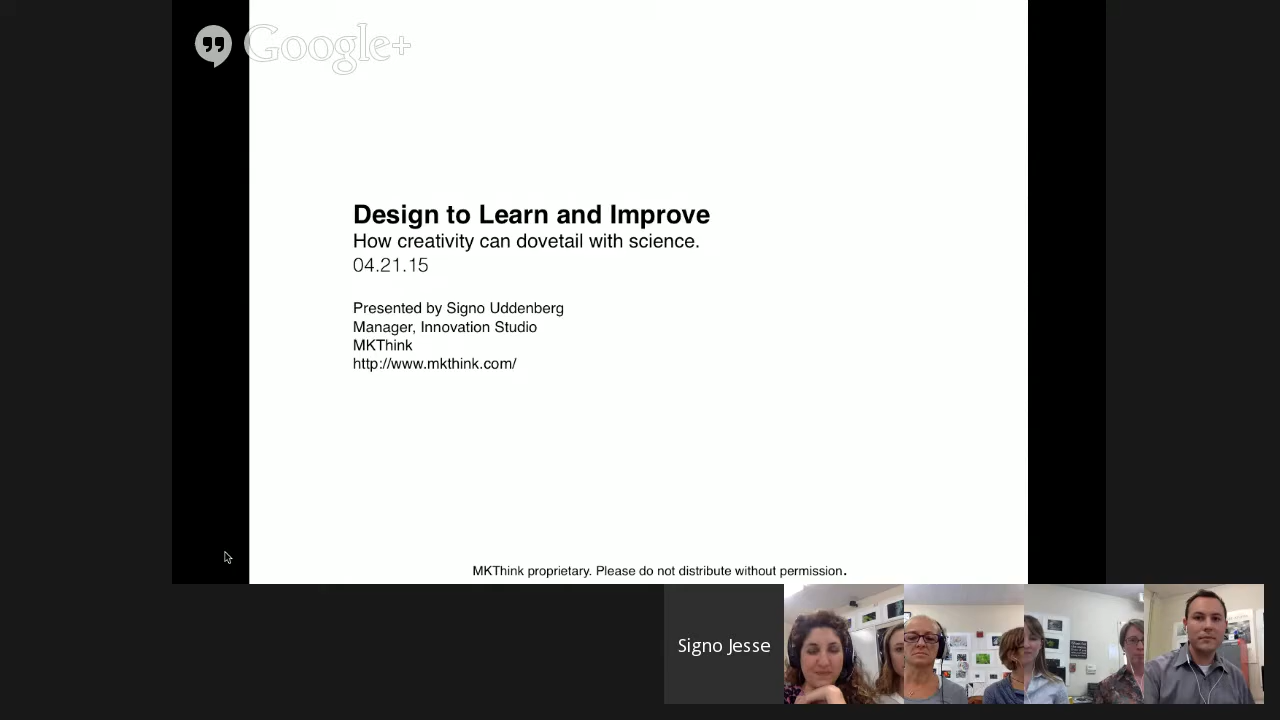 Google+
Design to Learn and Improve
How creativity can dovetail with science.
04.21.15
Presented by Signo Uddenberg
Manager, Innovation Studio
MKThink
http://www.mkthink.com/
MKThink proprietary. Please do not distribute without permission.
Signo Jesse